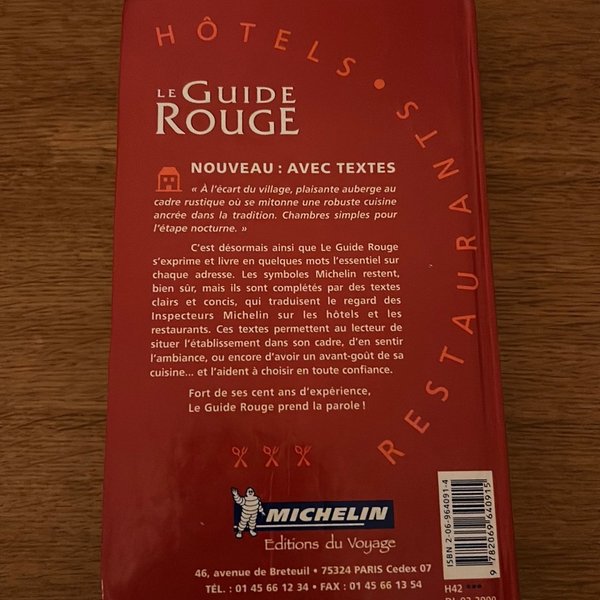 HÔTELS • RESTAURANTS
LE GUIDE
ROUGE
NOUVEAU : AVEC TEXTES
« À l'écart du village, plaisante auberge au
cadre rustique où se mitonne une robuste cuisine
ancrée dans la tradition. Chambres simples pour
l'étape nocturne. »
C'est désormais ainsi que Le Guide Rouge
s'exprime et livre en quelques mots l'essentiel sur
chaque adresse. Les symboles Michelin restent,
bien sûr, mais ils sont complétés par des textes
clairs et concis, qui traduisent le regard des
Inspecteurs Michelin sur les hôtels et les
restaurants. Ces textes permettent au lecteur de
situer l'établissement dans son cadre, d'en sentir
l'ambiance, ou encore d'avoir un avant-goût de sa
cuisine... et l'aident à choisir en toute confiance.
Fort de ses cent ans d'expérience,
Le Guide Rouge prend la parole !
MICHELIN
Editions du Voyage
46, avenue de Breteuil • 75324 PARIS Cedex 07
TÉL. : 01 45 66 12 34 • FAX : 01 45 66 13 54
ISBN 2-06-964091-4
9 782069 640915
H42 ***